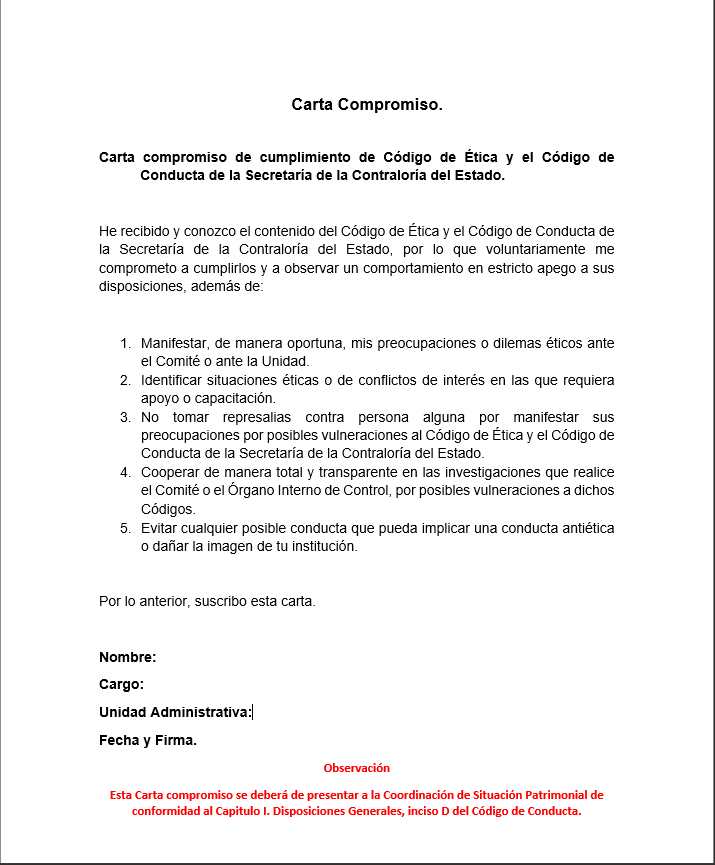 Carta Compromiso.
Carta compromiso de cumplimiento de Código de Ética y el Código de
Conducta de la Secretaría de la Contraloría del Estado.
He recibido y conozco el contenido del Código de Ética y el Código de Conducta de
la Secretaría de la Contraloría del Estado, por lo que voluntariamente me
comprometo a cumplirlos y a observar un comportamiento en estricto apego a sus
disposiciones, además de:
1. Manifestar, de manera oportuna, mis preocupaciones o dilemas éticos ante
el Comité o ante la Unidad.
2. Identificar situaciones éticas o de conflictos de interés en las que requiera
apoyo o capacitación.
3. No tomar represalias contra persona alguna por manifestar sus
preocupaciones por posibles vulneraciones al Código de Ética y el Código de
Conducta de la Secretaría de la Contraloría del Estado.
4. Cooperar de manera total y transparente en las investigaciones que realice
el Comité o el Órgano Interno de Control, por posibles vulneraciones a dichos
Códigos.
5. Evitar cualquier posible conducta que pueda implicar una conducta antiética
o dañar la imagen de tu institución.
Por lo anterior, suscribo esta carta.
Nombre:
Cargo:
Unidad Administrativa:
Fecha y Firma.
Observación
Esta Carta compromiso se deberá de presentar a la Coordinación de Situación Patrimonial de
conformidad al Capitulo I. Disposiciones Generales, inciso D del Código de Conducta.